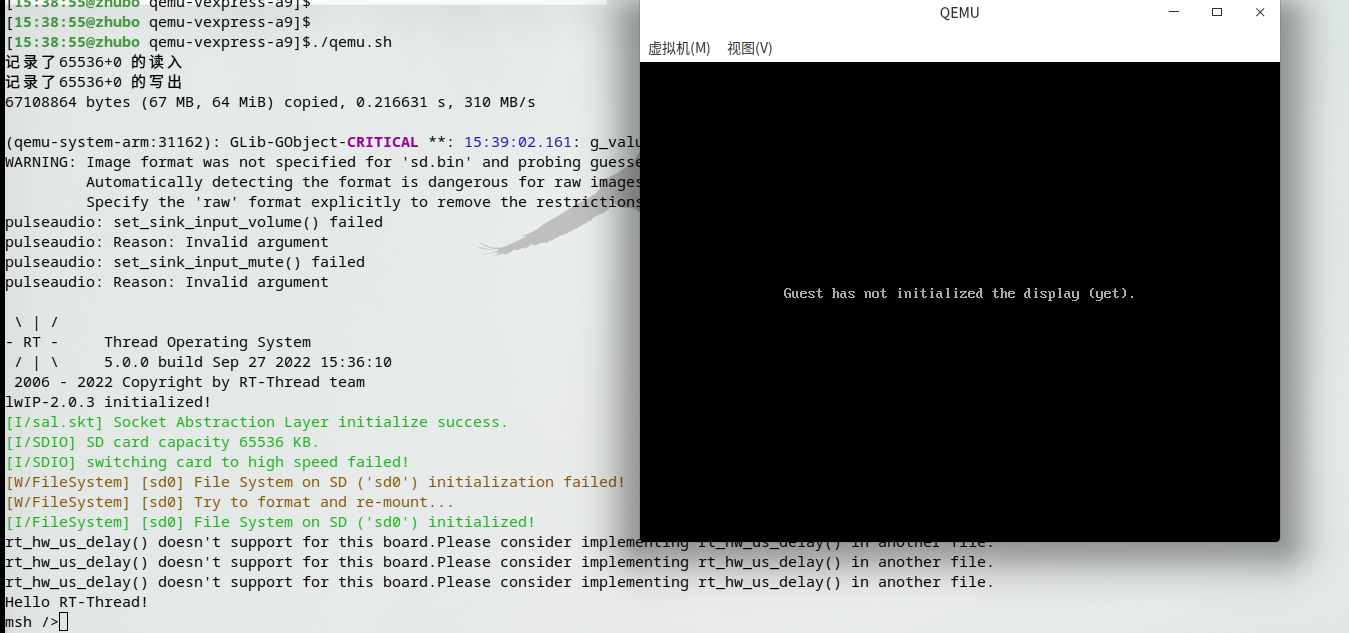 [15:38:55@zhubo qemu-vexpress-a9]$
[15:38:55@zhubo qemu-vexpress-a9]$
[15:38:55@zhubo qemu-vexpress-a9]$./qemu.sh
记录了65536+0 的读入
记录了65536+0 的写出
67108864 bytes (67 MB, 64 MiB) copied, 0.216631 s, 310 MB/s
(qemu-system-arm:31162): GLib-GObject-CRITICAL **: 15:39:02.161:
WARNING: Image format was not specified for 'sd.bin' and probing
Automatically detecting the format is dangerous for raw images
Specify the 'raw' format explicitly to remove the restrictions
pulseaudio: set_sink_input_volume() failed
pulseaudio: Reason: Invalid argument
pulseaudio: set_sink_input_mute() failed
pulseaudio: Reason: Invalid argument
\ | /
- RT -     Thread Operating System
/ | \     5.0.0 build Sep 27 2022 15:36:10
2006 - 2022 Copyright by RT-Thread team
lwIP-2.0.3 initialized!
[I/sal.skt] Socket Abstraction Layer initialize success.
[I/SDIO] SD card capacity 65536 KB.
[I/SDIO] switching card to high speed failed!
[W/FileSystem] [sd0] File System on SD ('sd0') initialization failed!
[W/FileSystem] [sd0] Try to format and re-mount...
[I/FileSystem] [sd0] File System on SD ('sd0') initialized!
rt_hw_us_delay() doesn't support for this board.Please consider implementing rt_hw_us_delay() in another file.
rt_hw_us_delay() doesn't support for this board.Please consider implementing rt_hw_us_delay() in another file.
rt_hw_us_delay() doesn't support for this board.Please consider implementing rt_hw_us_delay() in another file.
Hello RT-Thread!
msh />
QEMU
虚拟机(M) 视图(V)
Guest has not initialized the display (yet).